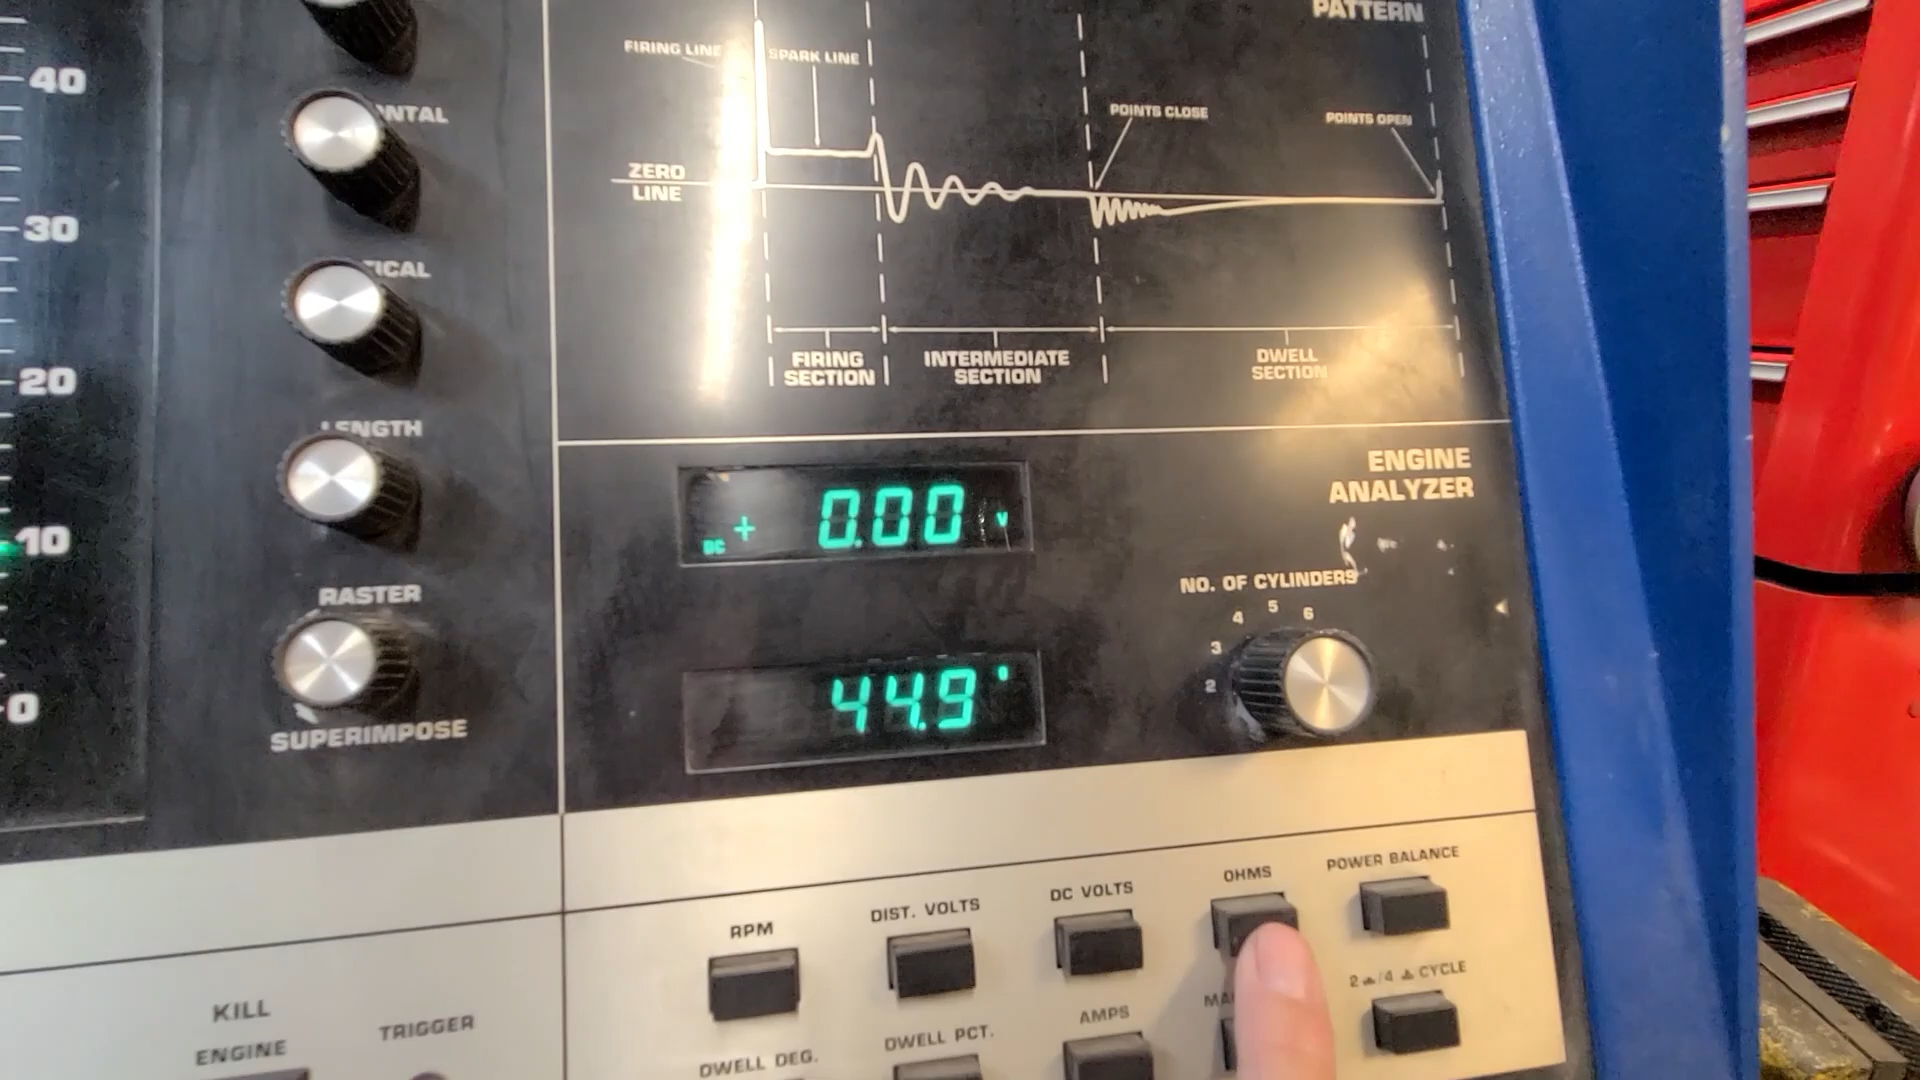 PATTERN
FIRING LINE
SPARK LINE
POINTS CLOSE
POINTS OPEN
ZERO
LINE
FIRING
SECTION
INTERMEDIATE
SECTION
DWELL
SECTION
40
30
20
10
0
NTAL
ICAL
LENGTH
RASTER
SUPERIMPOSE
DC + 0.00 V
44.9°
ENGINE
ANALYZER
NO. OF CYLINDERS
2 3 4 5 6
RPM
DIST. VOLTS
DC VOLTS
OHMS
POWER BALANCE
DWELL DEG.
DWELL PCT.
AMPS
MA
2 /4 CYCLE
KILL
ENGINE
TRIGGER